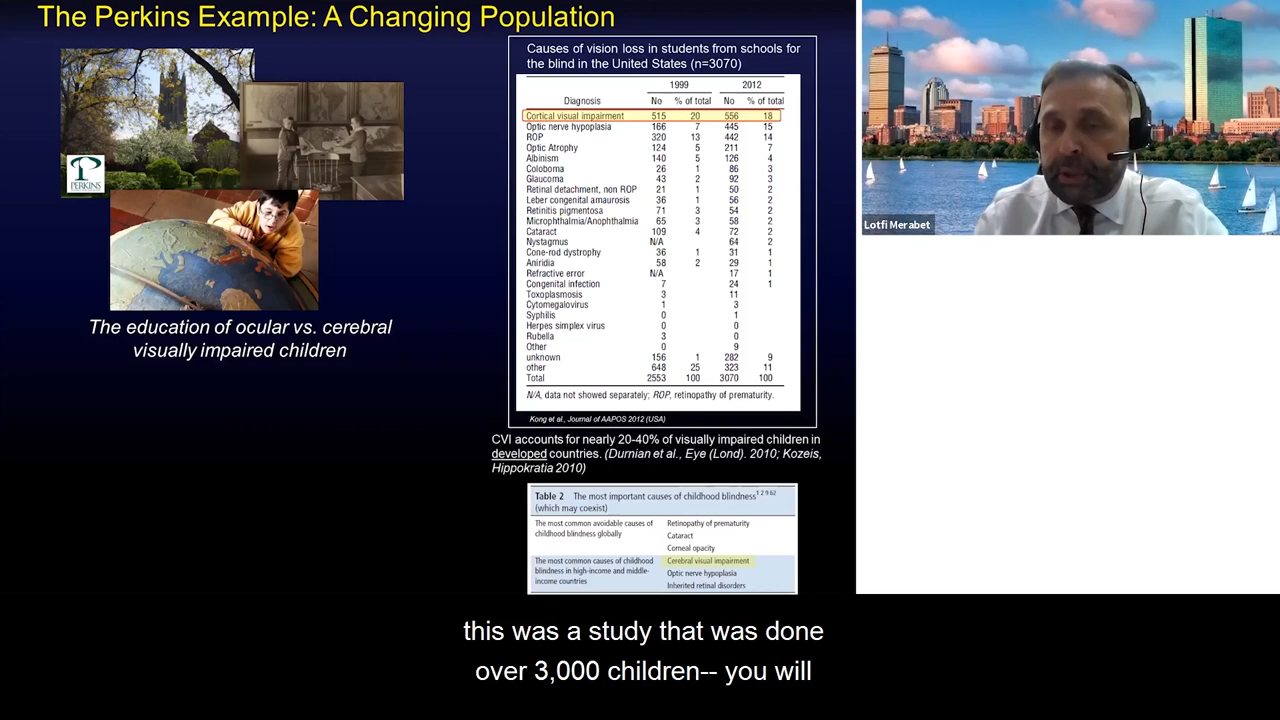 The Perkins Example: A Changing Population
PERKINS
The education of ocular vs. cerebral
visually impaired children
Causes of vision loss in students from schools for
the blind in the United States (n=3070)
1999 2012
Diagnosis No % of total No % of total
Cortical visual impairment 515 20 556 18
Optic nerve hypoplasia 166 7 445 15
ROP 320 13 442 14
Optic Atrophy 124 5 211 7
Albinism 140 5 126 4
Coloboma 26 1 86 3
Glaucoma 43 2 92 3
Retinal detachment, non ROP 21 1 50 2
Leber congenital amaurosis 36 1 56 2
Retinitis pigmentosa 71 3 54 2
Microphthalmia/Anophthalmia 65 3 58 2
Cataract 109 4 72 2
Nystagmus N/A 64 2
Cone-rod dystrophy 36 1 31 1
Aniridia 58 2 29 1
Refractive error N/A 17 1
Congenital infection 7 24 1
Toxoplasmosis 3 11
Cytomegalovirus 1 3
Syphilis 0 1
Herpes simplex virus 0 0
Rubella 3 0
Other 0 9
unknown 156 1 282 9
other 648 25 323 11
Total 2553 100 3070 100
N/A, data not showed separately; ROP, retinopathy of prematurity.
Kong et al., Journal of AAPOS 2012 (USA)
CVI accounts for nearly 20-40% of visually impaired children in
developed countries. (Durnian et al., Eye (Lond). 2010; Kozeis,
Hippokratia 2010)
Table 2 The most important causes of childhood blindness
(which may coexist)
The most common avoidable causes of Retinopathy of prematurity
childhood blindness globally Cataract
Corneal opacity
The most common causes of childhood Cerebral visual impairment
blindness in high-income and middle- Optic nerve hypoplasia
income countries Inherited retinal disorders
Lotfi Merabet
this was a study that was done
over 3,000 children-- you will